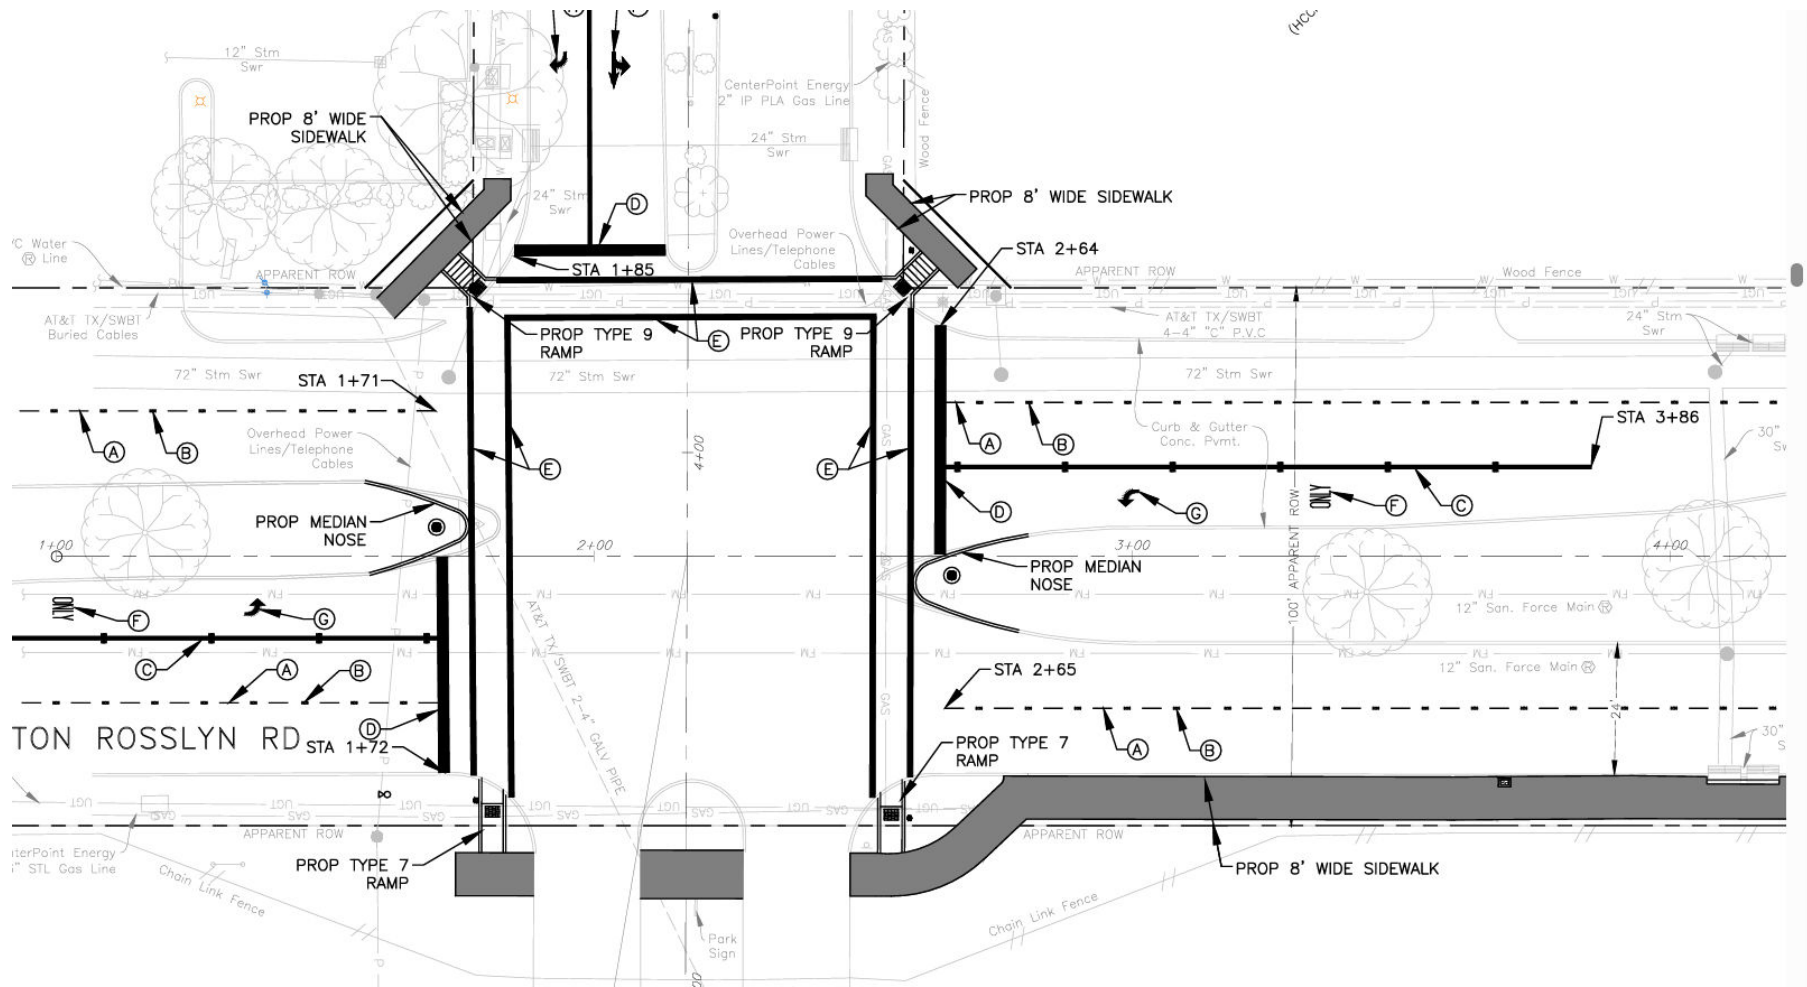 (HCC
12" Stm
Swr
CenterPoint Energy
2" IP PLA Gas Line
GAS
Wood Fence
PROP 8' WIDE
SIDEWALK
24" Stm
Swr
24" Stm
Swr
D
PROP 8' WIDE SIDEWALK
Overhead Power
Lines/Telephone
Cables
STA 2+64
STA 1+85
C Water
Ⓡ Line
APPARENT ROW
APPARENT ROW
Wood Fence
AT&T TX/SWBT
Buried Cables
AT&T TX/SWBT
4-4" "C" P.V.C
24" Stm
Swr
PROP TYPE 9
RAMP
PROP TYPE 9
RAMP
E
72" Stm Swr
STA 1+71
72" Stm Swr
72" Stm Swr
A
B
Overhead Power
Lines/Telephone
Cables
4+00
E
E
A
B
Curb & Gutter
Conc. Pvmt.
STA 3+86
30"
PROP MEDIAN
NOSE
D
G
ONLY
F
C
100' APPARENT ROW
1+00
2+00
3+00
4+00
PROP MEDIAN
NOSE
ONLY
F
G
12" San. Force Main Ⓡ
AT&T TX/SWBT 2-4" GALV PIPE
C
A
B
STA 2+65
12" San. Force Main Ⓡ
24'
D
TON ROSSLYN RD
STA 1+72
PROP TYPE 7
RAMP
A
B
30"
APPARENT ROW
APPARENT ROW
terPoint Energy
" STL Gas Line
Chain Link Fence
PROP TYPE 7
RAMP
PROP 8' WIDE SIDEWALK
Chain Link Fence
Park
Sign